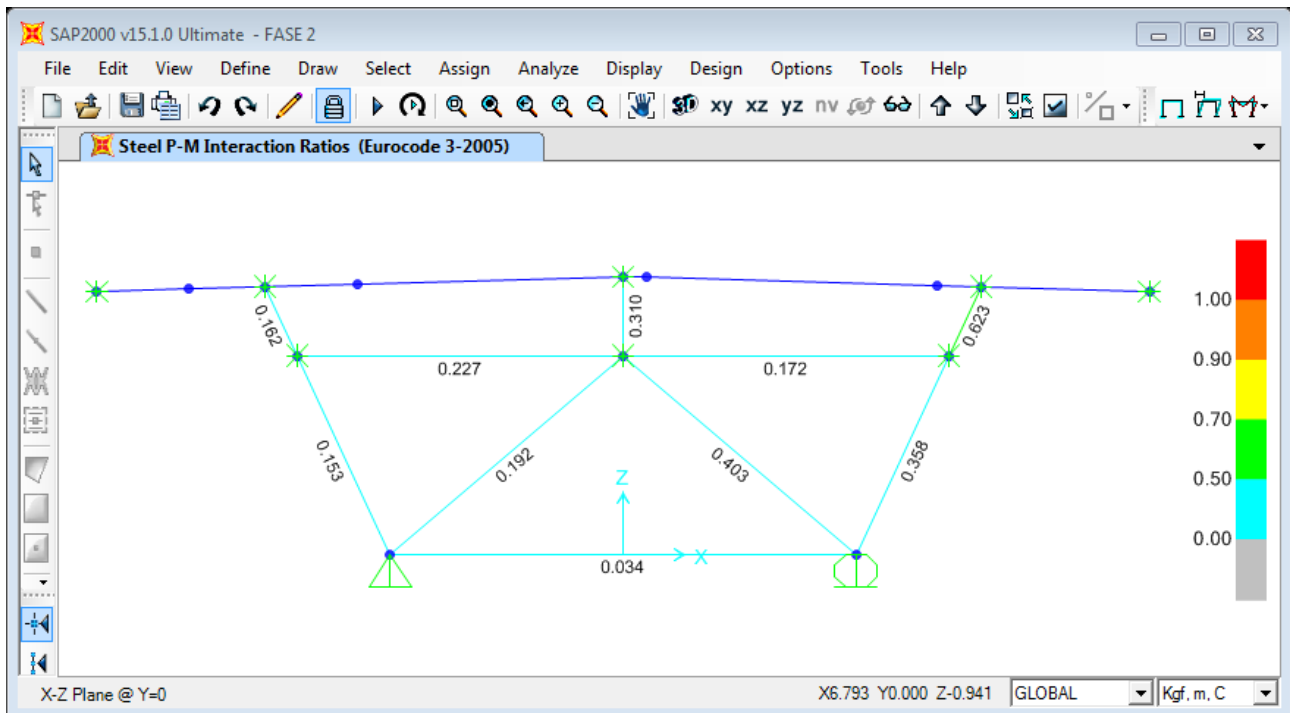 SAP2000 v15.1.0 Ultimate - FASE 2
File Edit View Define Draw Select Assign Analyze Display Design Options Tools Help
3D xy xz yz nv
Steel P-M Interaction Ratios (Eurocode 3-2005)
0.162
0.310
0.623
0.227
0.172
0.153
0.192
0.403
0.358
Z
X
0.034
1.00
0.90
0.70
0.50
0.00
X-Z Plane @ Y=0
X6.793 Y0.000 Z-0.941
GLOBAL
Kgf, m, C